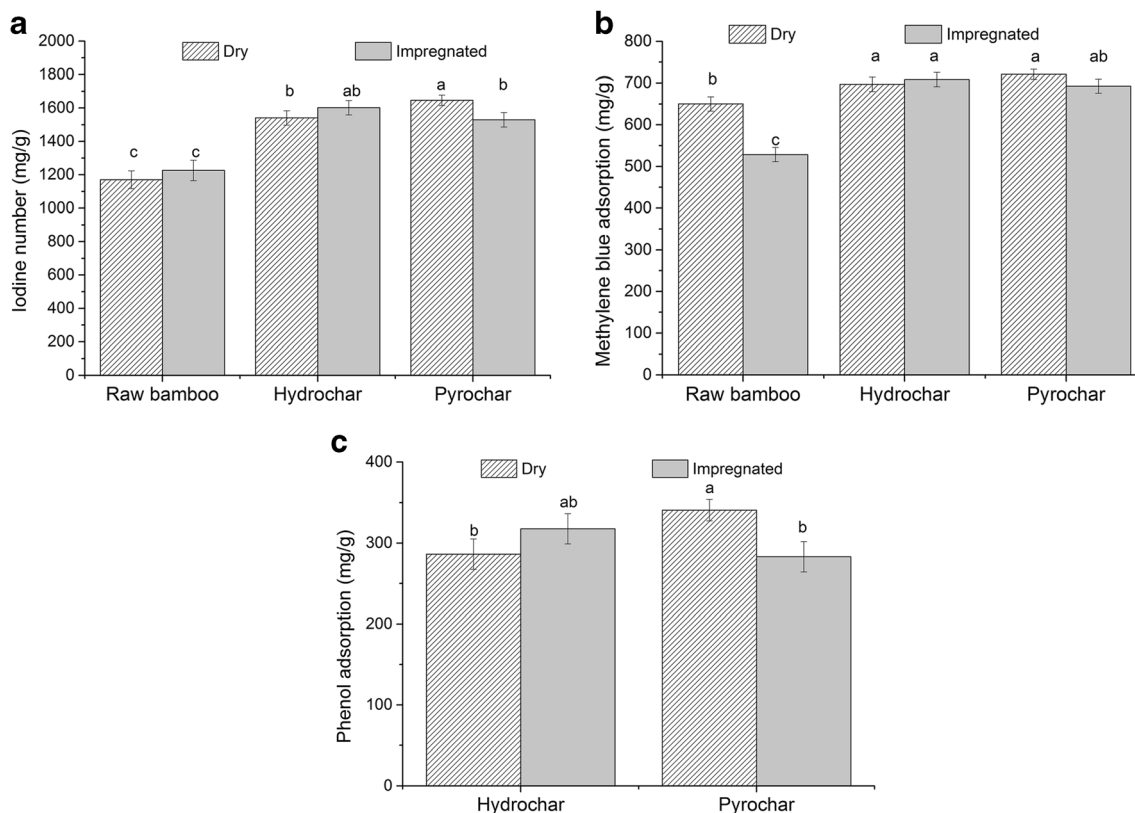 a
Iodine number (mg/g)
2000
1800
1600
1400
1200
1000
800
600
400
200
0
Dry
Impregnated
c
c
b
ab
a
b
Raw bamboo
Hydrochar
Pyrochar
b
Methylene blue adsorption (mg/g)
800
700
600
500
400
300
200
100
0
Dry
Impregnated
b
c
a
a
a
ab
Raw bamboo
Hydrochar
Pyrochar
c
Phenol adsorption (mg/g)
400
300
200
100
0
Dry
Impregnated
b
ab
a
b
Hydrochar
Pyrochar